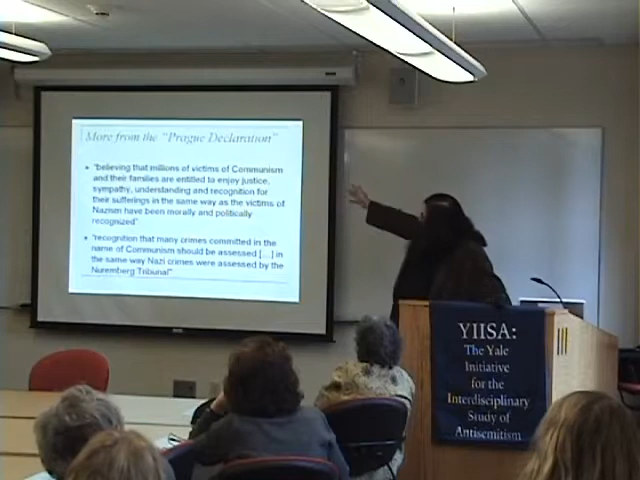 More from the "Prague Declaration"
"believing that millions of victims of Communism
and their families are entitled to enjoy justice,
sympathy, understanding and recognition for
their sufferings in the same way as the victims of
Nazism have been morally and politically
recognized"
"recognition that many crimes committed in the
name of Communism should be assessed [...] in
the same way Nazi crimes were assessed by the
Nuremberg Tribunal"
YIISA:
The Yale
Initiative
for the
Interdisciplinary
Study of
Antisemitism